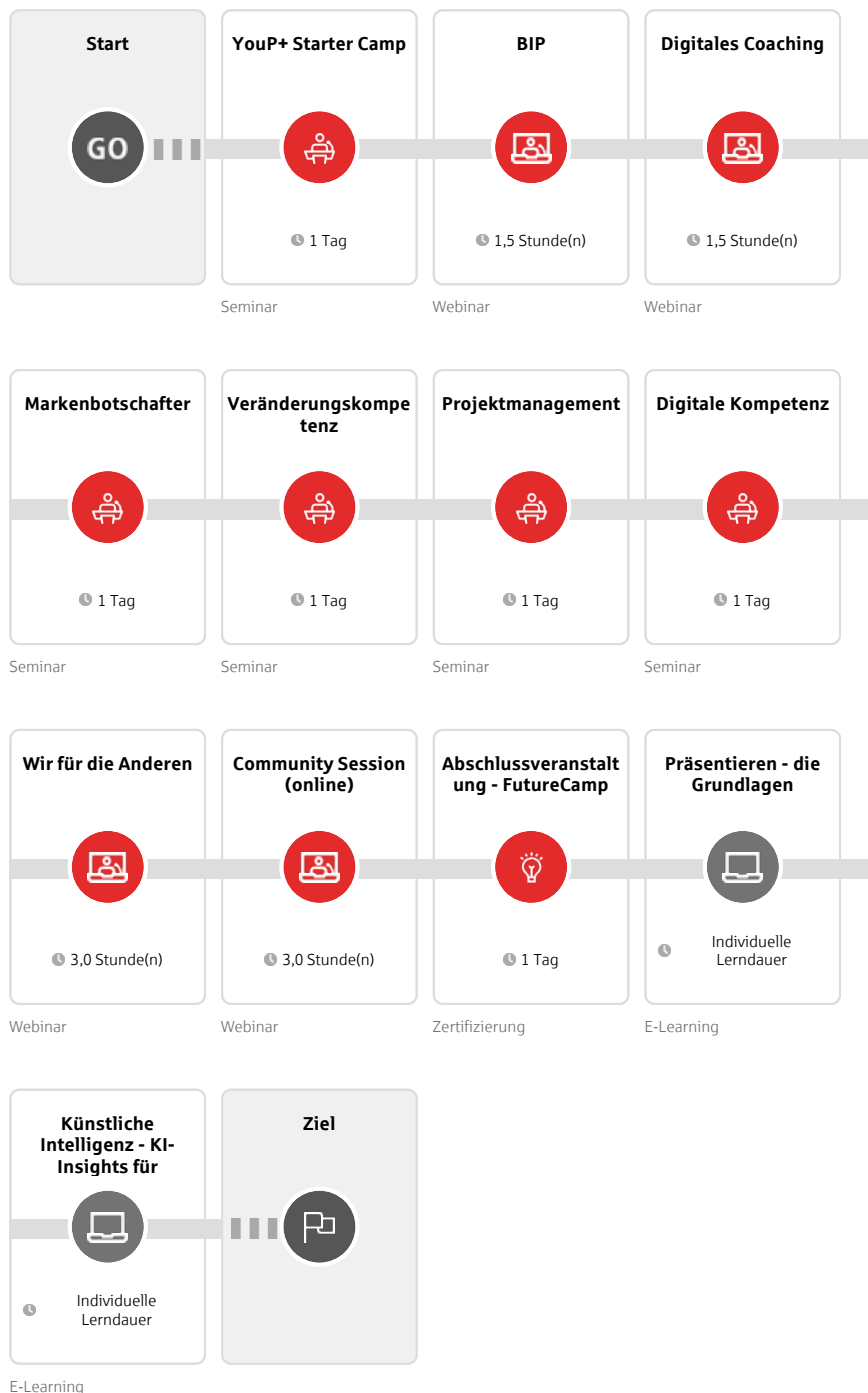 Start
YouP+ Starter Camp
BIP
Digitales Coaching
GO
1 Tag
1,5 Stunde(n)
1,5 Stunde(n)
Seminar
Webinar
Webinar
Markenbotschafter
Veränderungskompe
tenz
Projektmanagement
Digitale Kompetenz
1 Tag
1 Tag
1 Tag
1 Tag
Seminar
Seminar
Seminar
Seminar
Wir für die Anderen
Community Session
(online)
Abschlussveranstalt
ung - FutureCamp
Präsentieren - die
Grundlagen
3,0 Stunde(n)
3,0 Stunde(n)
1 Tag
Individuelle
Lerndauer
Webinar
Webinar
Zertifizierung
E-Learning
Künstliche
Intelligenz - KI-
Insights für
Ziel
Individuelle
Lerndauer
E-Learning